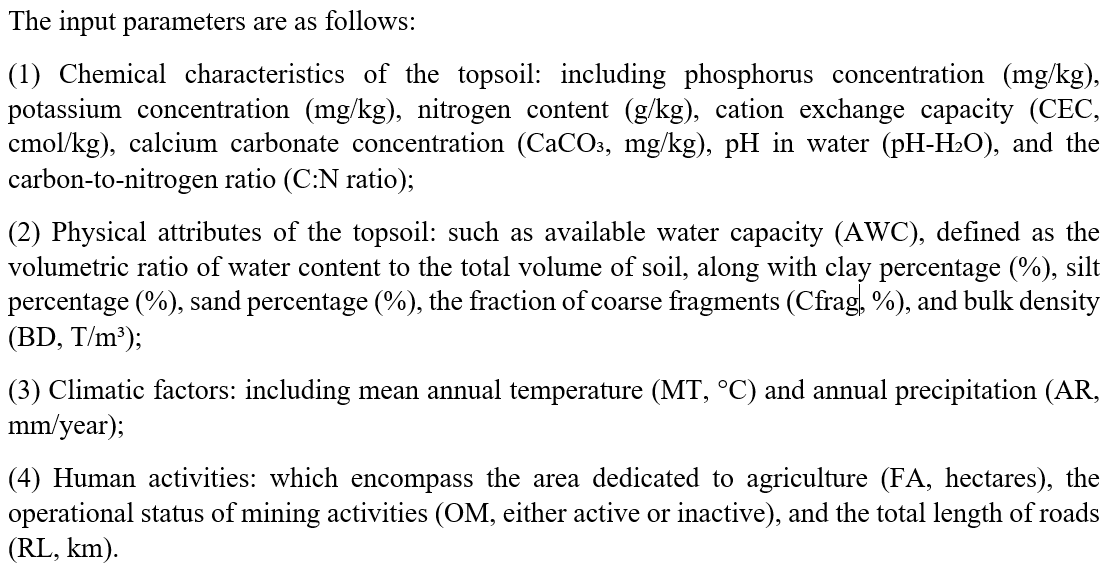 The input parameters are as follows:
(1) Chemical characteristics of the topsoil: including phosphorus concentration (mg/kg),
potassium concentration (mg/kg), nitrogen content (g/kg), cation exchange capacity (CEC,
cmol/kg), calcium carbonate concentration (CaCO₃, mg/kg), pH in water (pH-H₂O), and the
carbon-to-nitrogen ratio (C:N ratio);
(2) Physical attributes of the topsoil: such as available water capacity (AWC), defined as the
volumetric ratio of water content to the total volume of soil, along with clay percentage (%), silt
percentage (%), sand percentage (%), the fraction of coarse fragments (Cfrag, %), and bulk density
(BD, T/m³);
(3) Climatic factors: including mean annual temperature (MT, °C) and annual precipitation (AR,
mm/year);
(4) Human activities: which encompass the area dedicated to agriculture (FA, hectares), the
operational status of mining activities (OM, either active or inactive), and the total length of roads
(RL, km).